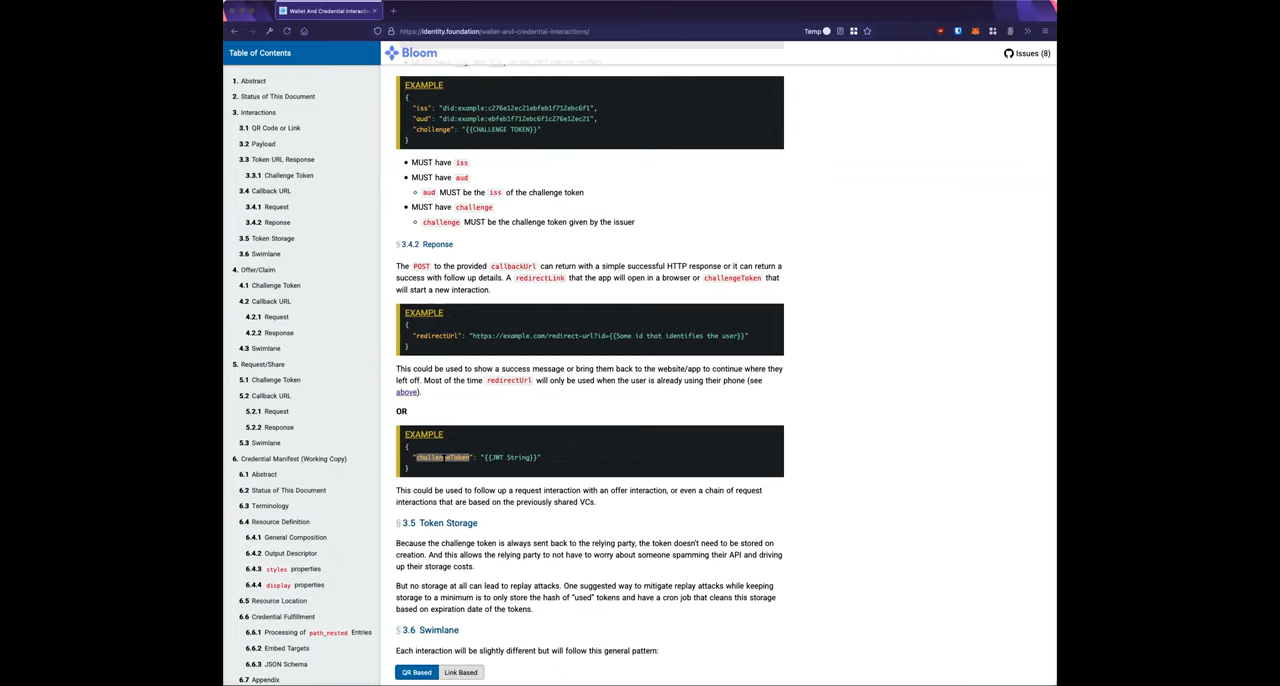 Wallet And Credential Interacti
https://identity.foundation/wallet-and-credential-interactions/
Temp
Table of Contents
Bloom
Issues (8)
1. Abstract
2. Status of This Document
3. Interactions
3.1 QR Code or Link
3.2 Payload
3.3 Token URL Response
3.3.1 Challenge Token
3.4 Callback URL
3.4.1 Request
3.4.2 Reponse
3.5 Token Storage
3.6 Swimlane
4. Offer/Claim
4.1 Challenge Token
4.2 Callback URL
4.2.1 Request
4.2.2 Response
4.3 Swimlane
5. Request/Share
5.1 Challenge Token
5.2 Callback URL
5.2.1 Request
5.2.2 Response
5.3 Swimlane
6. Credential Manifest (Working Copy)
6.1 Abstract
6.2 Status of This Document
6.3 Terminology
6.4 Resource Definition
6.4.1 General Composition
6.4.2 Output Descriptor
6.4.3 styles properties
6.4.4 display properties
6.5 Resource Location
6.6 Credential Fulfillment
6.6.1 Processing of path_nested Entries
6.6.2 Embed Targets
6.6.3 JSON Schema
6.7 Appendix
EXAMPLE
{
"iss": "did:example:c276e12ec21ebfeb1f712ebc6f1",
"aud": "did:example:ebfeb1f712ebc6f1c276e12ec21",
"challenge": "{{CHALLENGE TOKEN}}"
}
• MUST have iss
• MUST have aud
○ aud MUST be the iss of the challenge token
• MUST have challenge
○ challenge MUST be the challenge token given by the issuer
§ 3.4.2 Reponse
The POST to the provided callbackUrl can return with a simple successful HTTP response or it can return a
success with follow up details. A redirectLink that the app will open in a browser or challengeToken that
will start a new interaction.
EXAMPLE
{
"redirectUrl": "https://example.com/redirect-url?id={{Some id that identifies the user}}"
}
This could be used to show a success message or bring them back to the website/app to continue where they
left off. Most of the time redirectUrl will only be used when the user is already using their phone (see
above).
OR
EXAMPLE
{
"challengeToken": "{{JWT String}}"
}
This could be used to follow up a request interaction with an offer interaction, or even a chain of request
interactions that are based on the previously shared VCs.
§ 3.5 Token Storage
Because the challenge token is always sent back to the relying party, the token doesn't need to be stored on
creation. And this allows the relying party to not have to worry about someone spamming their API and driving
up their storage costs.
But no storage at all can lead to replay attacks. One suggested way to mitigate replay attacks while keeping
storage to a minimum is to only store the hash of “used” tokens and have a cron job that cleans this storage
based on expiration date of the tokens.
§ 3.6 Swimlane
Each interaction will be slightly different but will follow this general pattern:
QR Based
Link Based